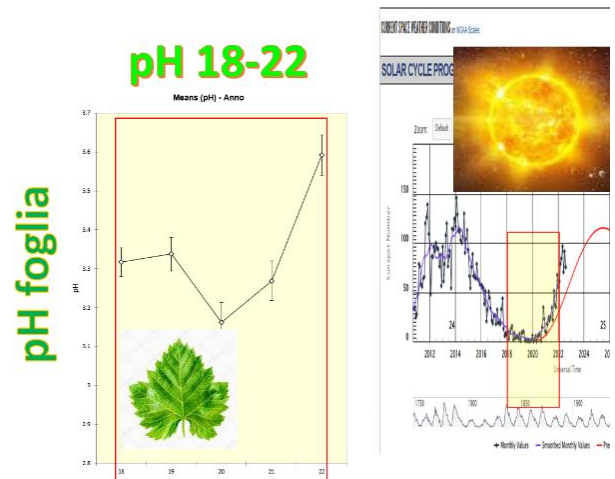 pH 18-22
Means (pH) - Anno
3.7
3.6
3.5
3.4
3.3
3.2
3.1
3
2.9
2.8
pH
18
19
20
21
22
pH foglia
CURRENT SPACE WEATHER CONDITIONS on NOAA Scales
SOLAR CYCLE PROG
Zoom: Default
Sunspot Number
150
100
50
0
24
25
2012
2014
2016
2018
2020
2022
2024
Universal Time
1750
1800
1850
1900
Monthly Values
Smoothed Monthly Values